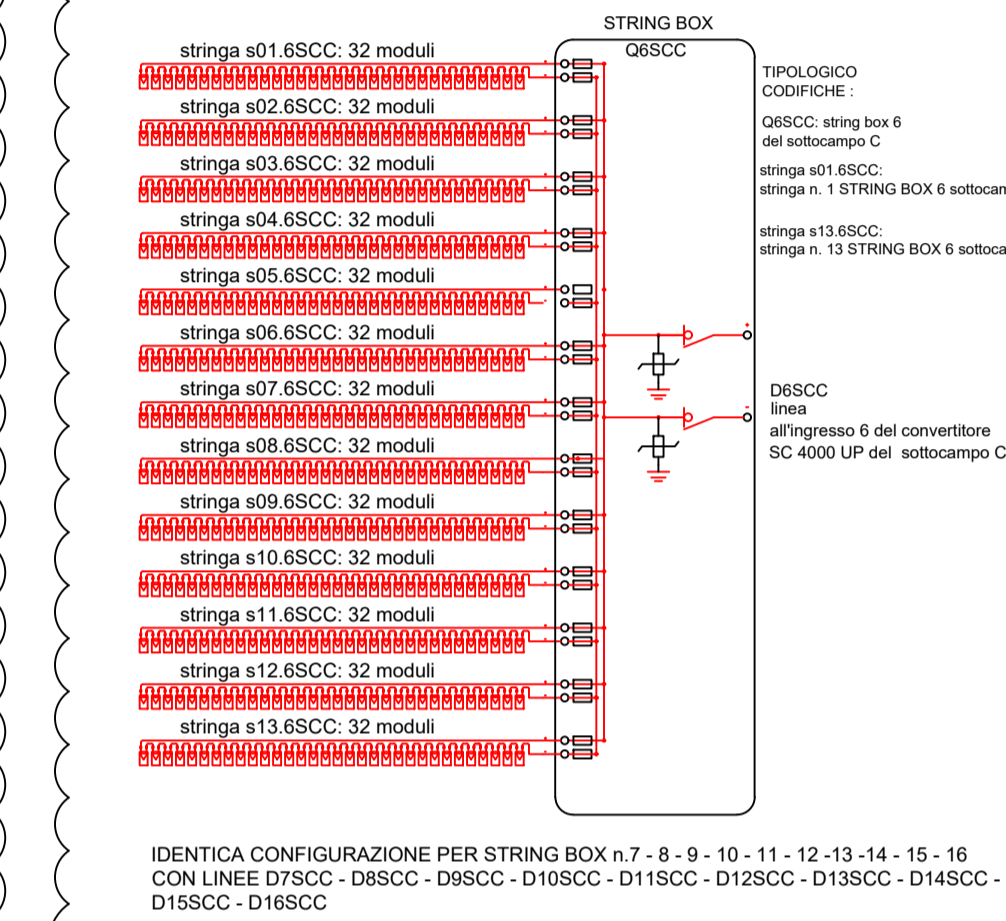 STRING BOX
Q6SCC
stringa s01.6SCC: 32 moduli
stringa s02.6SCC: 32 moduli
stringa s03.6SCC: 32 moduli
stringa s04.6SCC: 32 moduli
stringa s05.6SCC: 32 moduli
stringa s06.6SCC: 32 moduli
stringa s07.6SCC: 32 moduli
stringa s08.6SCC: 32 moduli
stringa s09.6SCC: 32 moduli
stringa s10.6SCC: 32 moduli
stringa s11.6SCC: 32 moduli
stringa s12.6SCC: 32 moduli
stringa s13.6SCC: 32 moduli
TIPOLOGICO
CODIFICHE :
Q6SCC: string box 6
del sottocampo C
stringa s01.6SCC:
stringa n. 1 STRING BOX 6 sottocam
stringa s13.6SCC:
stringa n. 13 STRING BOX 6 sottoca
D6SCC
linea
all'ingresso 6 del convertitore
SC 4000 UP del sottocampo C
IDENTICA CONFIGURAZIONE PER STRING BOX n.7 - 8 - 9 - 10 - 11 - 12 -13 -14 - 15 - 16
CON LINEE D7SCC - D8SCC - D9SCC - D10SCC - D11SCC - D12SCC - D13SCC - D14SCC -
D15SCC - D16SCC